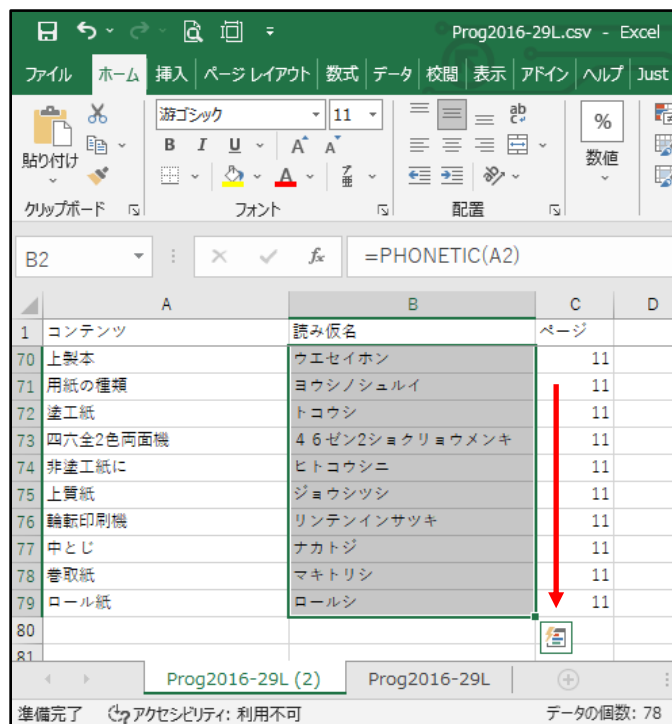 Prog2016-29L.csv - Excel
ファイル ホーム 挿入 ページ レイアウト 数式 データ 校閲 表示 アドイン ヘルプ Just
貼り付け
クリップボード
游ゴシック 11
B I U A A
A ア亜
フォント
ab
配置
%
数値
B2 fx =PHONETIC(A2)
A B C D
1 コンテンツ 読み仮名 ページ
70 上製本 ウエセイホン 11
71 用紙の種類 ヨウシノシュルイ 11
72 塗工紙 トコウシ 11
73 四六全2色両面機 46ゼン2ショクリョウメンキ 11
74 非塗工紙に ヒトコウシニ 11
75 上質紙 ジョウシツシ 11
76 輪転印刷機 リンテンインサツキ 11
77 中とじ ナカトジ 11
78 巻取紙 マキトリシ 11
79 ロール紙 ロールシ 11
80
81
Prog2016-29L (2) Prog2016-29L
準備完了 アクセシビリティ: 利用不可 データの個数: 78